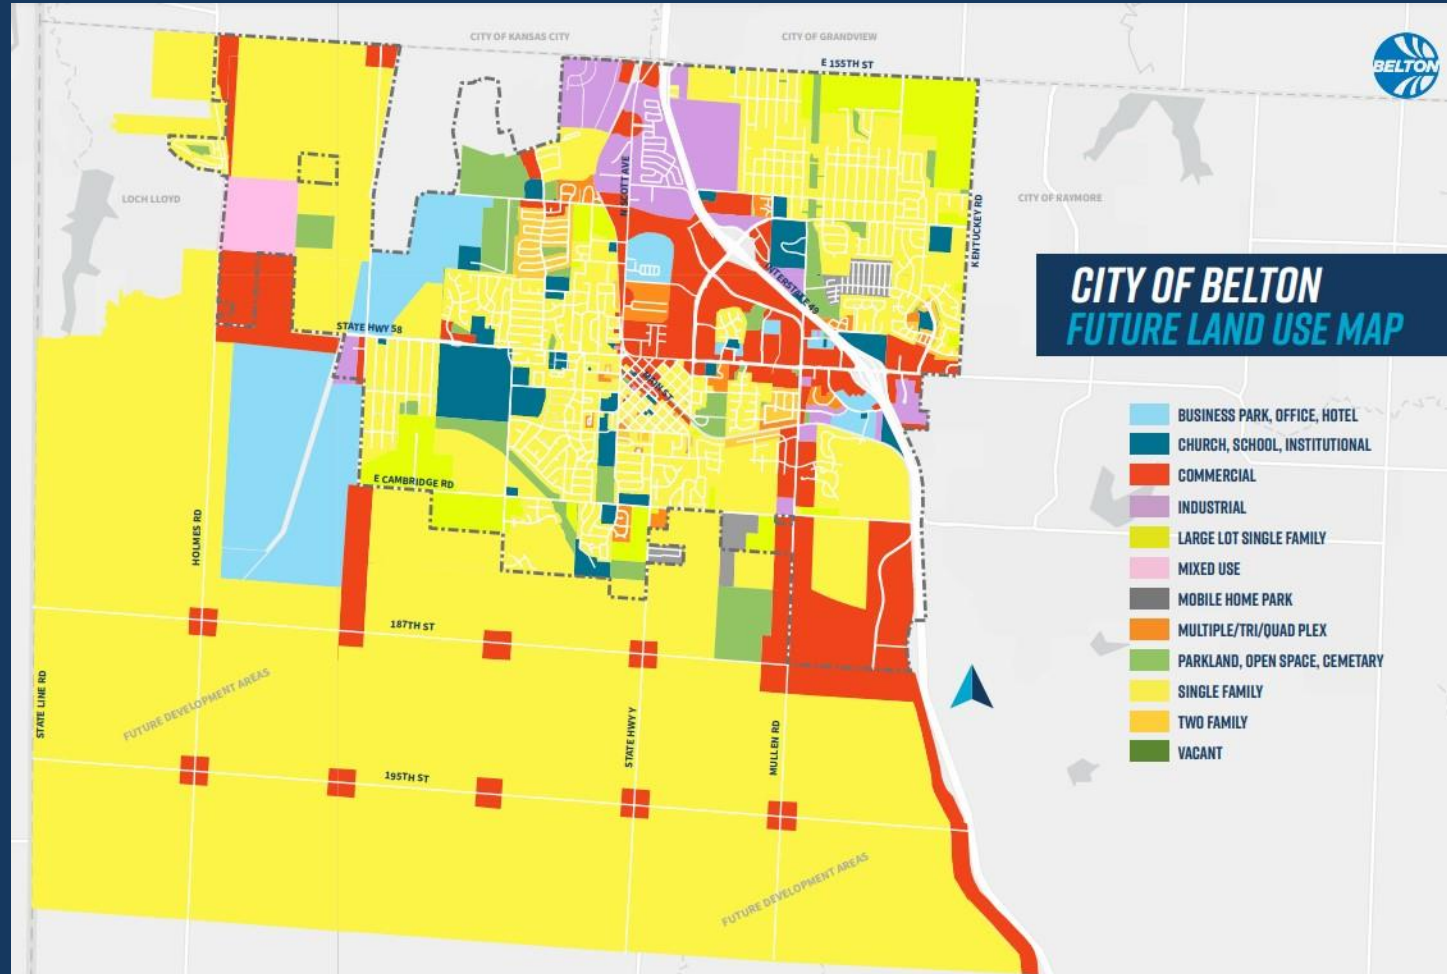 CITY OF KANSAS CITY
CITY OF GRANDVIEW
E 155TH ST
BELTON
N SCOTT AVE
LOCH LLOYD
CITY OF RAYMORE
KENTUCKY RD
CITY OF BELTON
FUTURE LAND USE MAP
INTERSTATE 49
STATE HWY 58
MAIN ST
E CAMBRIDGE RD
HOLMES RD
187TH ST
STATE LINE RD
FUTURE DEVELOPMENT AREAS
STATE HWY Y
MULLEN RD
195TH ST
FUTURE DEVELOPMENT AREAS
BUSINESS PARK, OFFICE, HOTEL
CHURCH, SCHOOL, INSTITUTIONAL
COMMERCIAL
INDUSTRIAL
LARGE LOT SINGLE FAMILY
MIXED USE
MOBILE HOME PARK
MULTIPLE/TRI/QUAD PLEX
PARKLAND, OPEN SPACE, CEMETARY
SINGLE FAMILY
TWO FAMILY
VACANT